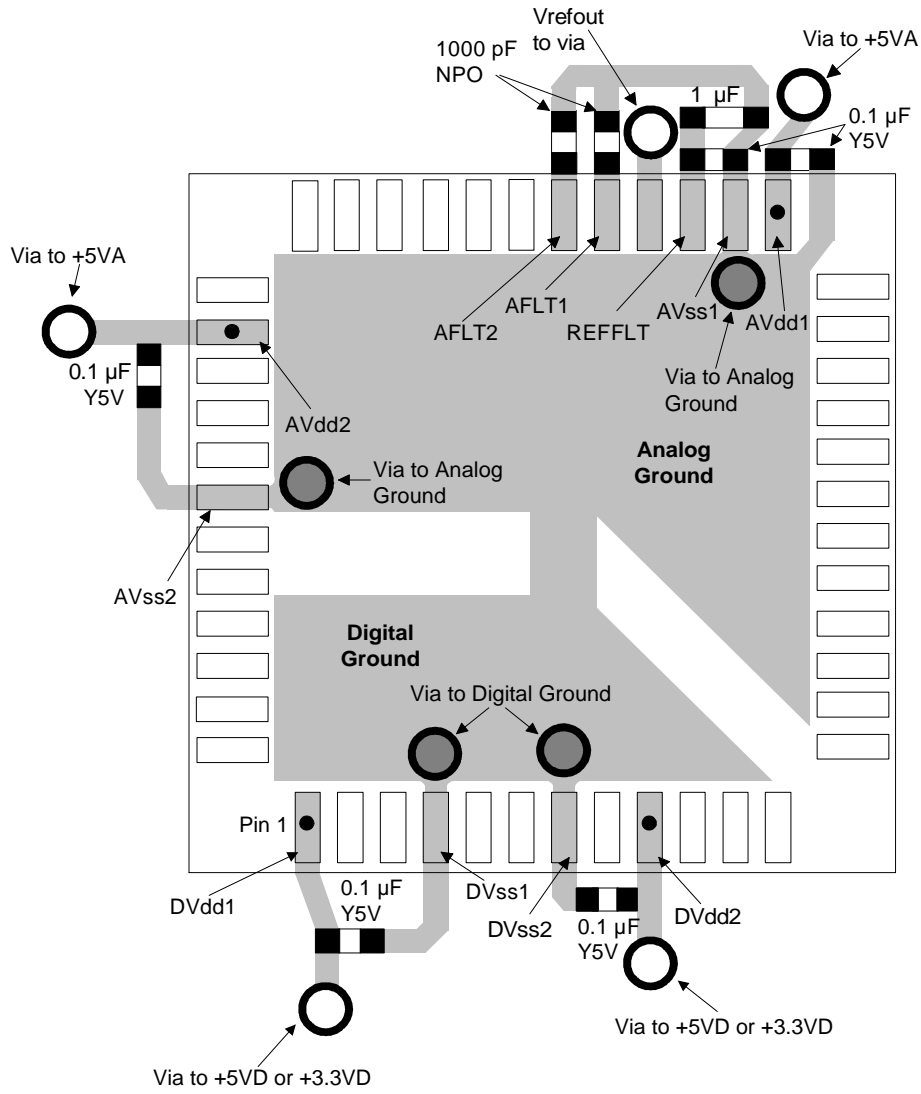 Vrefout
to via
Via to +5VA
1000 pF
NPO
1 µF
0.1 µF
Y5V
Via to +5VA
0.1 µF
Y5V
AFLT2
AFLT1
REFFLT
AVss1
AVdd1
Via to Analog
Ground
AVdd2
Analog
Ground
Via to Analog
Ground
AVss2
Digital
Ground
Via to Digital Ground
Pin 1
DVdd1
0.1 µF
Y5V
DVss1
DVss2
0.1 µF
Y5V
DVdd2
Via to +5VD or +3.3VD
Via to +5VD or +3.3VD